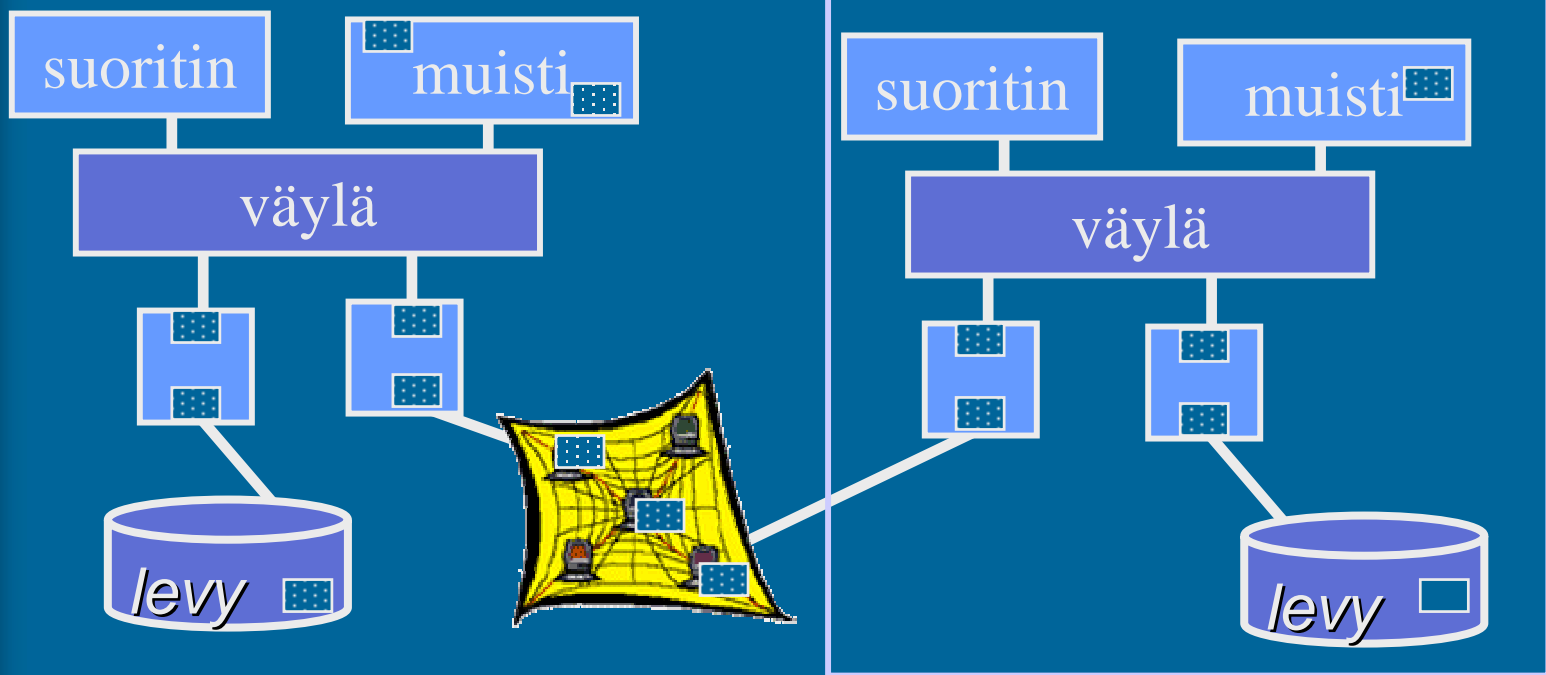 suoritin
muisti
väylä
levy
suoritin
muisti
väylä
levy